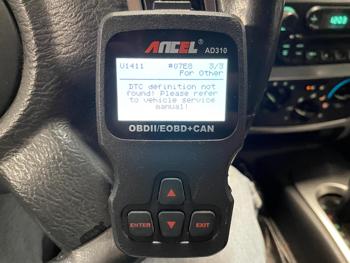 ANCEL
® AD310
U1411 #07E8 3/3
For Other
DTC definition not
found! Please refer
to vehicle service
manual!
OBDII/EOBD+CAN
ENTER
EXIT